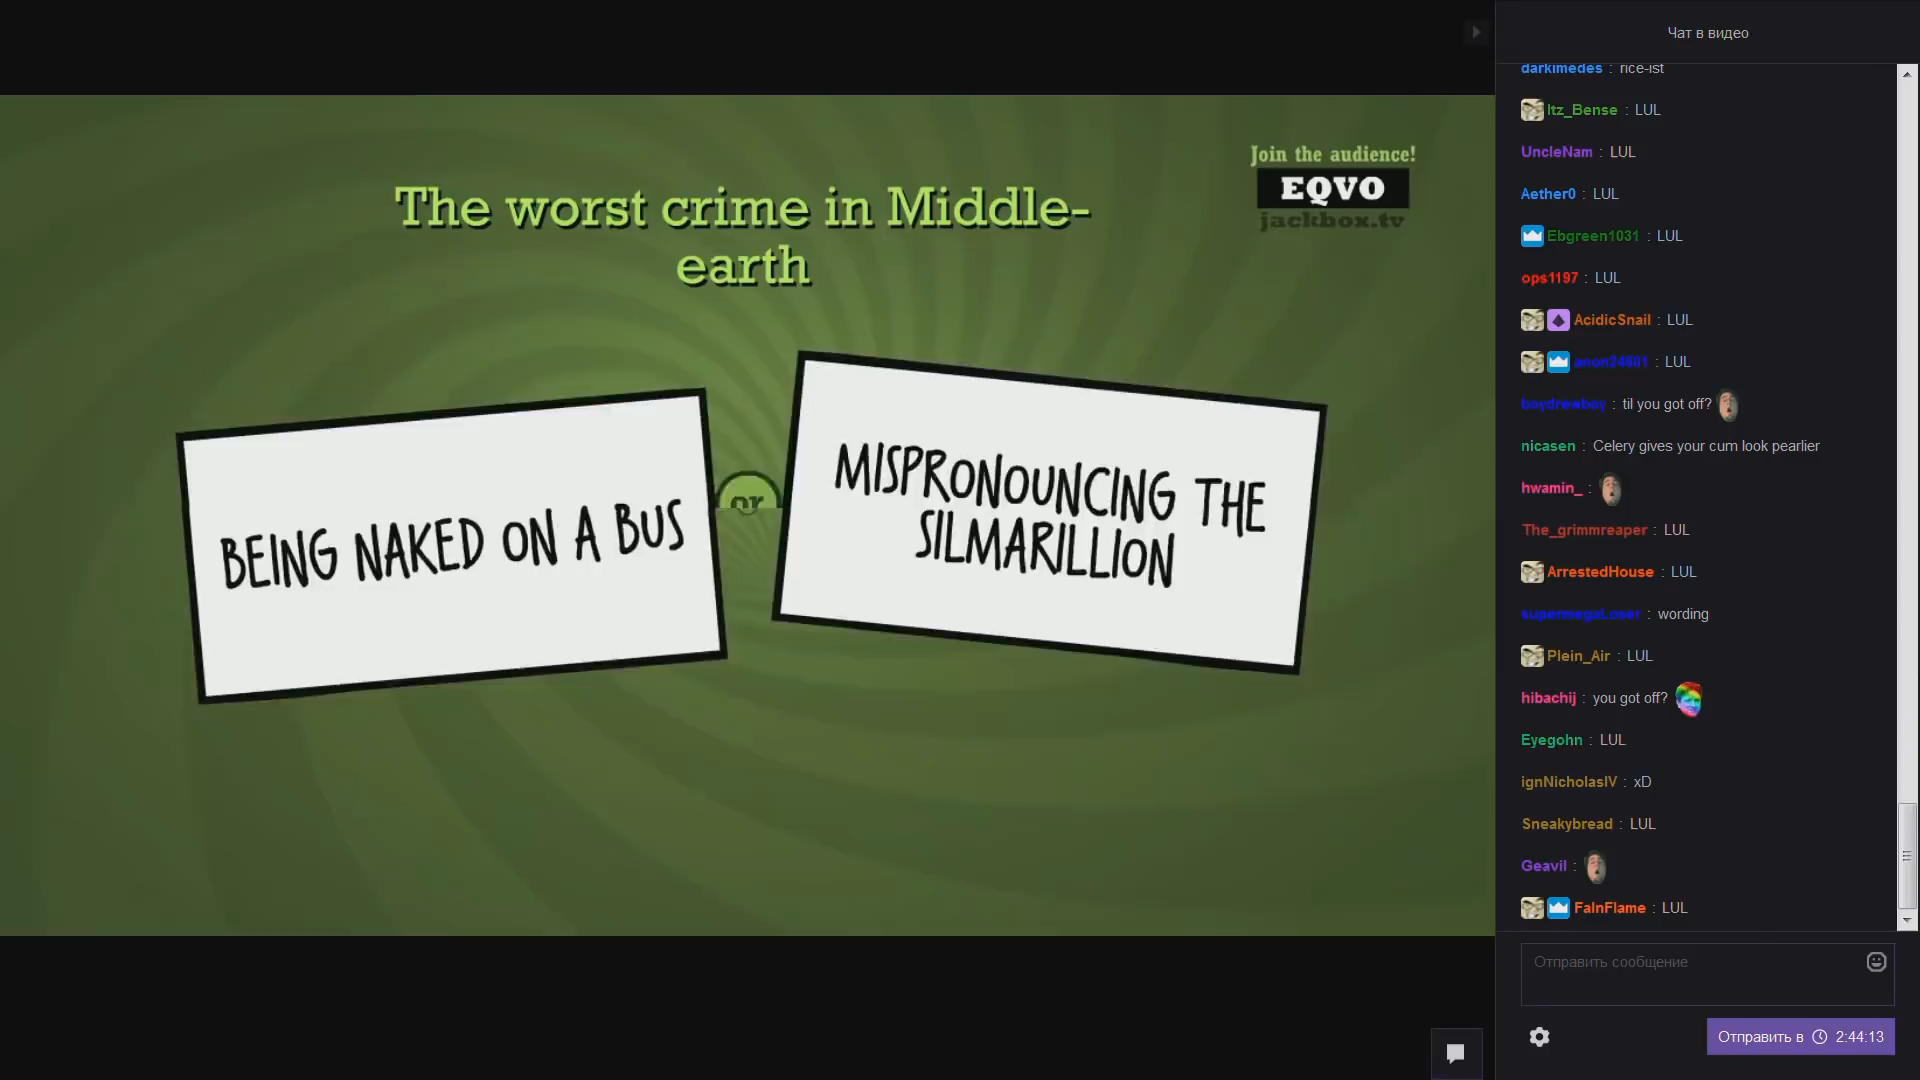 Чат в видео
The worst crime in Middle-
earth
Join the audience!
EQVO
jackbox.tv
BEING NAKED ON A BUS
or
MISPRONOUNCING THE
SILMARILLION
darkimedes : rice-ist
Itz_Bense : LUL
UncleNam : LUL
Aether0 : LUL
Ebgreen1031 : LUL
ops1197 : LUL
AcidicSnail : LUL
anon24601 : LUL
boydrewboy : til you got off?
nicasen : Celery gives your cum look pearlier
hwamin_ :
The_grimmreaper : LUL
ArrestedHouse : LUL
supermegaLoser : wording
Plein_Air : LUL
hibachij : you got off?
Eyegohn : LUL
ignNicholasIV : xD
Sneakybread : LUL
Geavil :
FalnFlame : LUL
Отправить сообщение
Отправить в 2:44:13